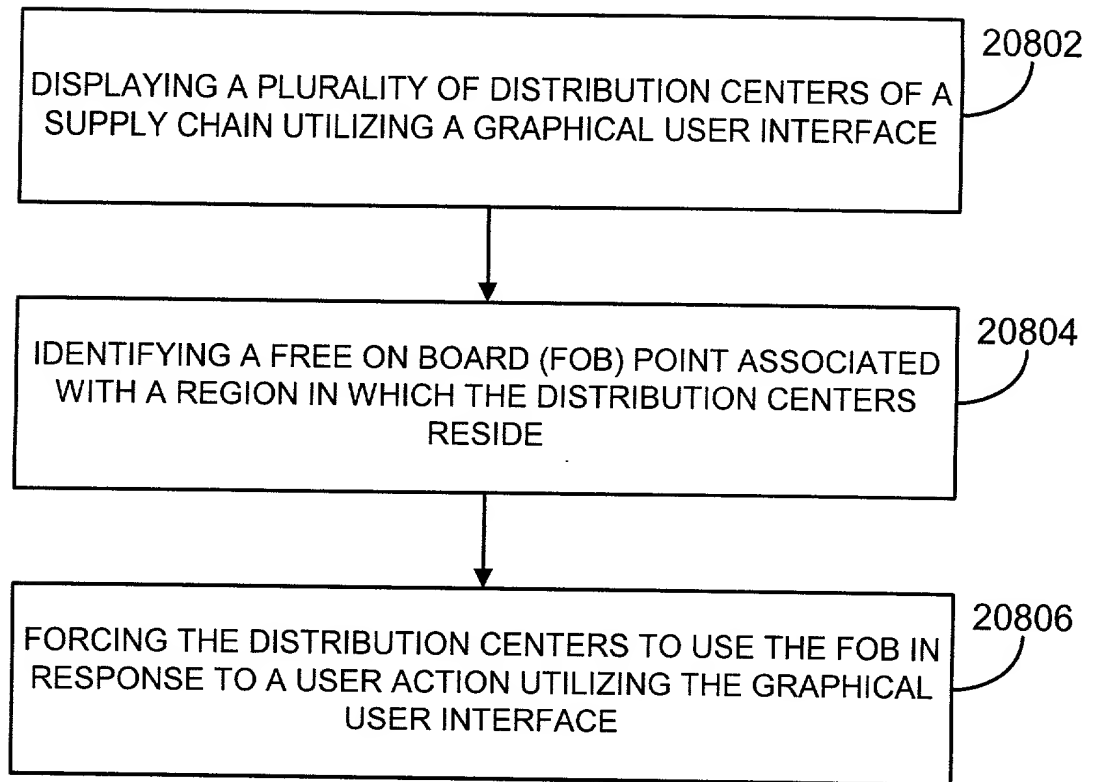 20802
DISPLAYING A PLURALITY OF DISTRIBUTION CENTERS OF A
SUPPLY CHAIN UTILIZING A GRAPHICAL USER INTERFACE
20804
IDENTIFYING A FREE ON BOARD (FOB) POINT ASSOCIATED
WITH A REGION IN WHICH THE DISTRIBUTION CENTERS
RESIDE
20806
FORCING THE DISTRIBUTION CENTERS TO USE THE FOB IN
RESPONSE TO A USER ACTION UTILIZING THE GRAPHICAL
USER INTERFACE